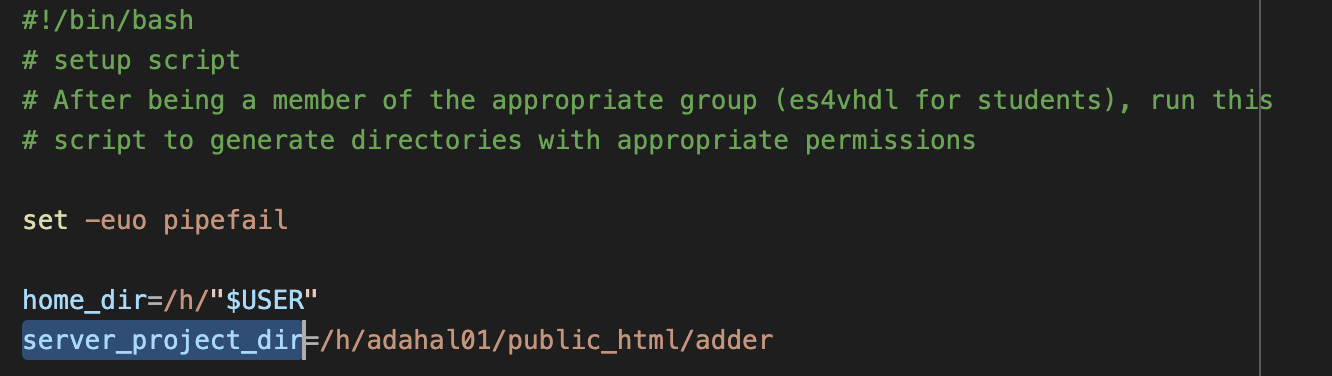 #!/bin/bash
# setup script
# After being a member of the appropriate group (es4vhdl for students), run this
# script to generate directories with appropriate permissions
set -euo pipefail
home_dir=/h/"$USER"
server_project_dir=/h/adahal01/public_html/adder